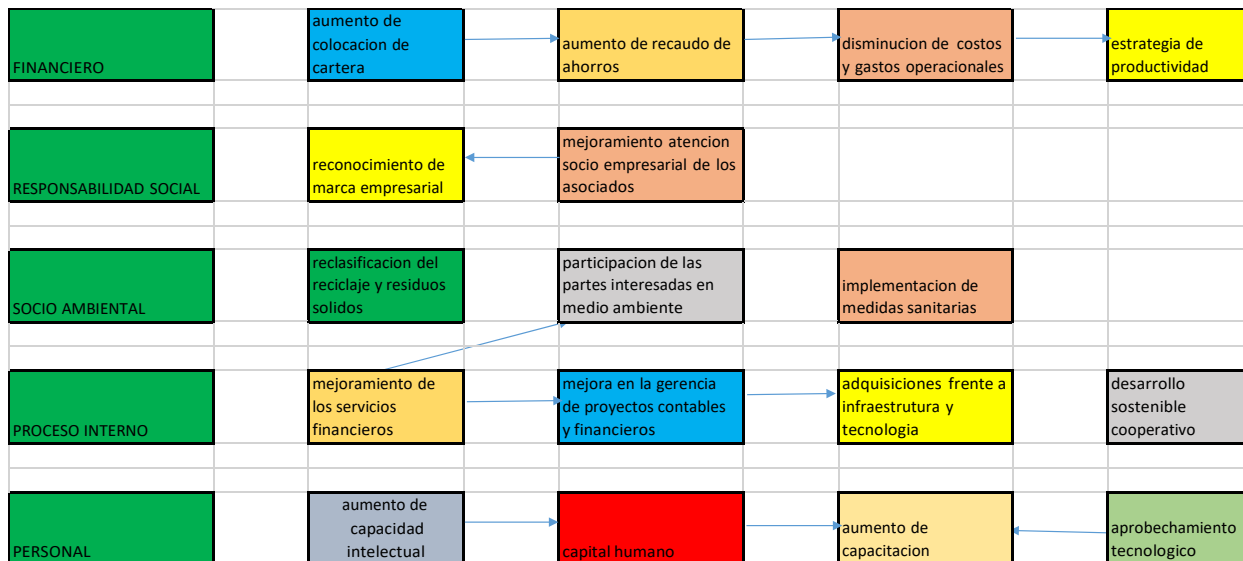 FINANCIERO
aumento de
colocacion de
cartera
aumento de recaudo de
ahorros
disminucion de costos
y gastos operacionales
estrategia de
productividad
RESPONSABILIDAD SOCIAL
reconocimiento de
marca empresarial
mejoramiento atencion
socio empresarial de los
asociados
SOCIO AMBIENTAL
reclasificacion del
reciclaje y residuos
solidos
participacion de las
partes interesadas en
medio ambiente
implementacion de
medidas sanitarias
PROCESO INTERNO
mejoramiento de
los servicios
financieros
mejora en la gerencia
de proyectos contables
y financieros
adquisiciones frente a
infraestrutura y
tecnologia
desarrollo
sostenible
cooperativo
PERSONAL
aumento de
capacidad
intelectual
capital humano
aumento de
capacitacion
aprobechamiento
tecnologico